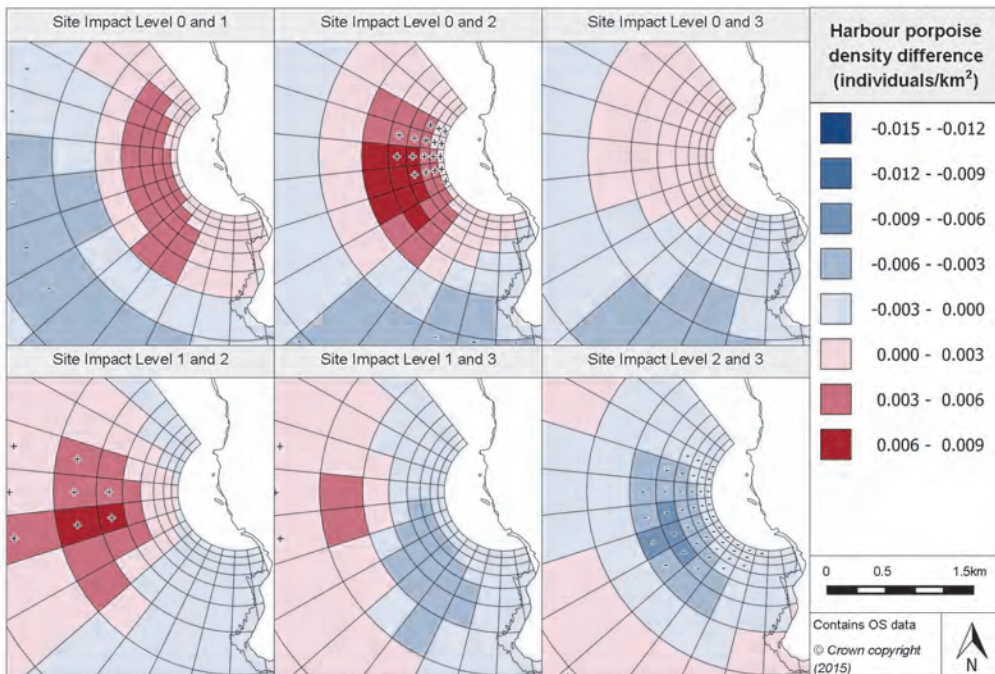 Site Impact Level 0 and 1
Site Impact Level 0 and 2
Site Impact Level 0 and 3
Site Impact Level 1 and 2
Site Impact Level 1 and 3
Site Impact Level 2 and 3
Harbour porpoise
density difference
(individuals/km²)
-0.015 - -0.012
-0.012 - -0.009
-0.009 - -0.006
-0.006 - -0.003
-0.003 - 0.000
0.000 - 0.003
0.003 - 0.006
0.006 - 0.009
0 0.5 1.5km
Contains OS data
© Crown copyright
(2015)
N